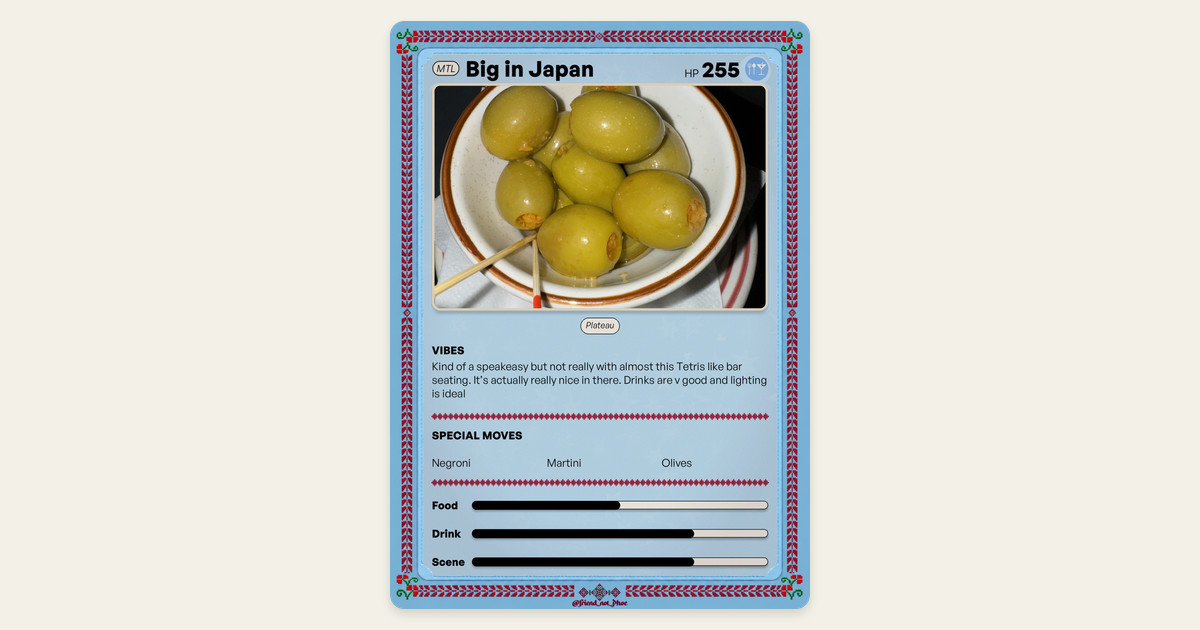 MTL Big in Japan HP 255
Plateau
VIBES
Kind of a speakeasy but not really with almost this Tetris like bar
seating. It's actually really nice in there. Drinks are v good and lighting
is ideal
SPECIAL MOVES
Negroni Martini Olives
Food
Drink
Scene
@friend_not_phoe